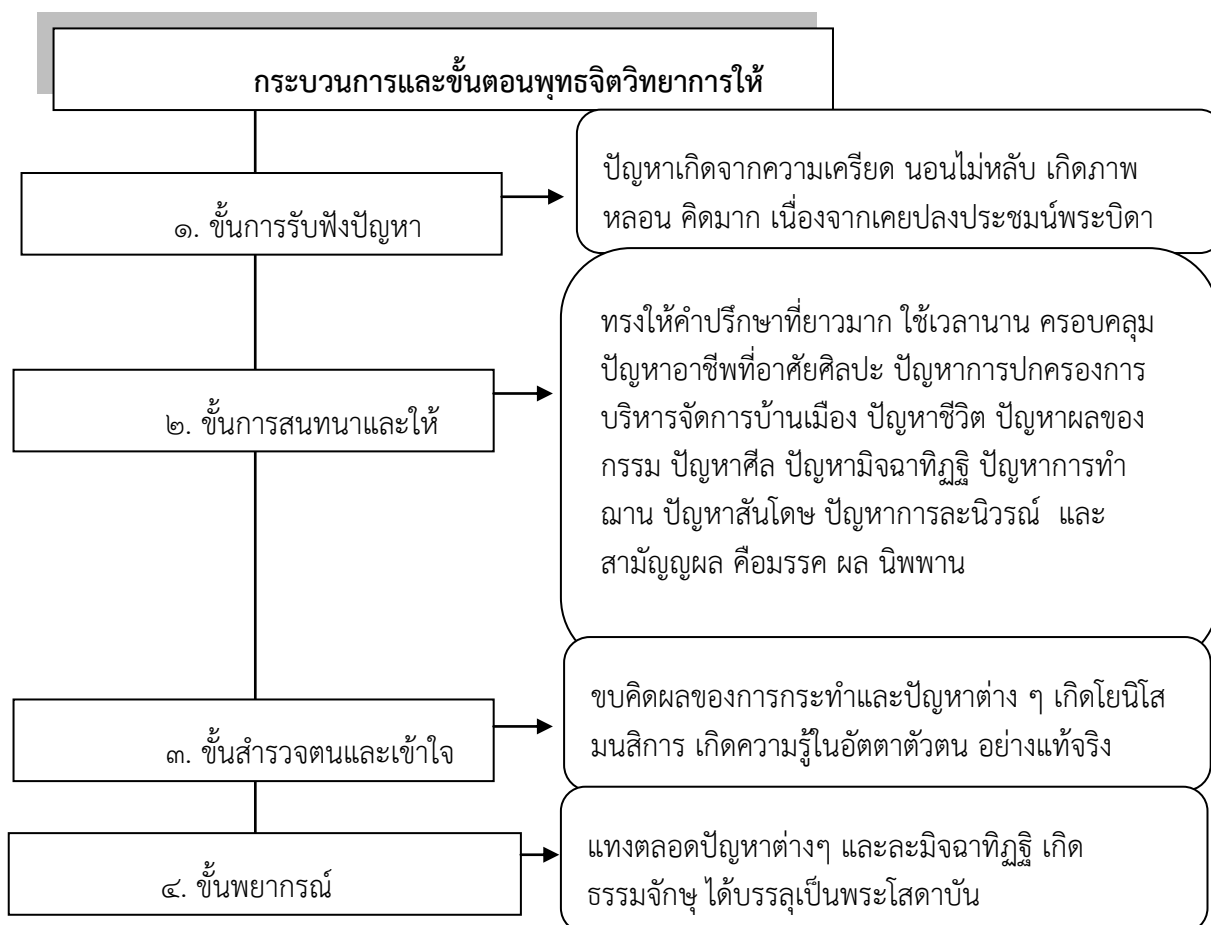 กระบวนการและขั้นตอนพุทธจิตวิทยาการให้
๑. ขั้นการรับฟังปัญหา
ปัญหาเกิดจากความเครียด นอนไม่หลับ เกิดภาพ
หลอน คิดมาก เนื่องจากเคยปลงประชมน์พระบิดา
๒. ขั้นการสนทนาและให้
ทรงให้คำปรึกษาที่ยาวมาก ใช้เวลานาน ครอบคลุม
ปัญหาอาชีพที่อาศัยศิลปะ ปัญหาการปกครองการ
บริหารจัดการบ้านเมือง ปัญหาชีวิต ปัญหาผลของ
กรรม ปัญหาศีล ปัญหามิจฉาทิฏฐิ ปัญหาการทำ
ฌาน ปัญหาสันโดษ ปัญหาการละนิวรณ์ และ
สามัญญผล คือมรรค ผล นิพพาน
๓. ขั้นสำรวจตนและเข้าใจ
ขบคิดผลของการกระทำและปัญหาต่าง ๆ เกิดโยนิโส
มนสิการ เกิดความรู้ในอัตตาตัวตน อย่างแท้จริง
๔. ขั้นพยากรณ์
แทงตลอดปัญหาต่างๆ และละมิจฉาทิฏฐิ เกิด
ธรรมจักษุ ได้บรรลุเป็นพระโสดาบัน